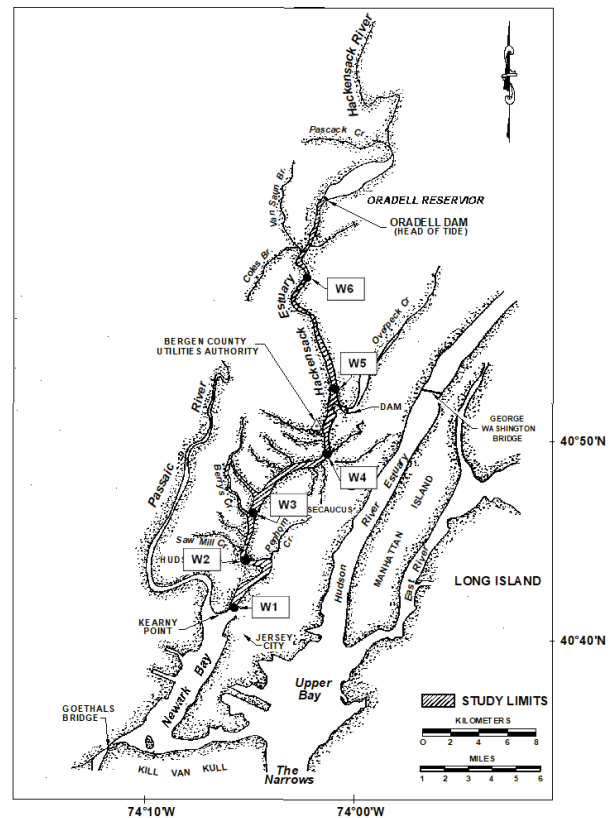 Hackensack River
Pascack Cr.
Van Saun Br.
ORADELL RESERVIOR
ORADELL DAM
(HEAD OF TIDE)
Coles Br.
W6
Estuary
Hackensack
Overpeck Cr
BERGEN COUNTY
UTILITIES AUTHORITY
W5
DAM
GEORGE
WASHINGTON
BRIDGE
Passaic River
40°50'N
W4
Berry's Cr.
W3
SECAUCUS
Saw Mill C
HUDS
W2
Cr.
Hudson River Estuary
MANHATTAN ISLAND
East River
LONG ISLAND
W1
KEARNY
POINT
JERSEY
CITY
40°40'N
Newark Bay
Upper
Bay
GOETHALS
BRIDGE
KILL VAN KULL
The
Narrows
STUDY LIMITS
KILOMETERS
0 2 4 6 8
MILES
1 2 3 4 5 6
74°10'W
74°00'W